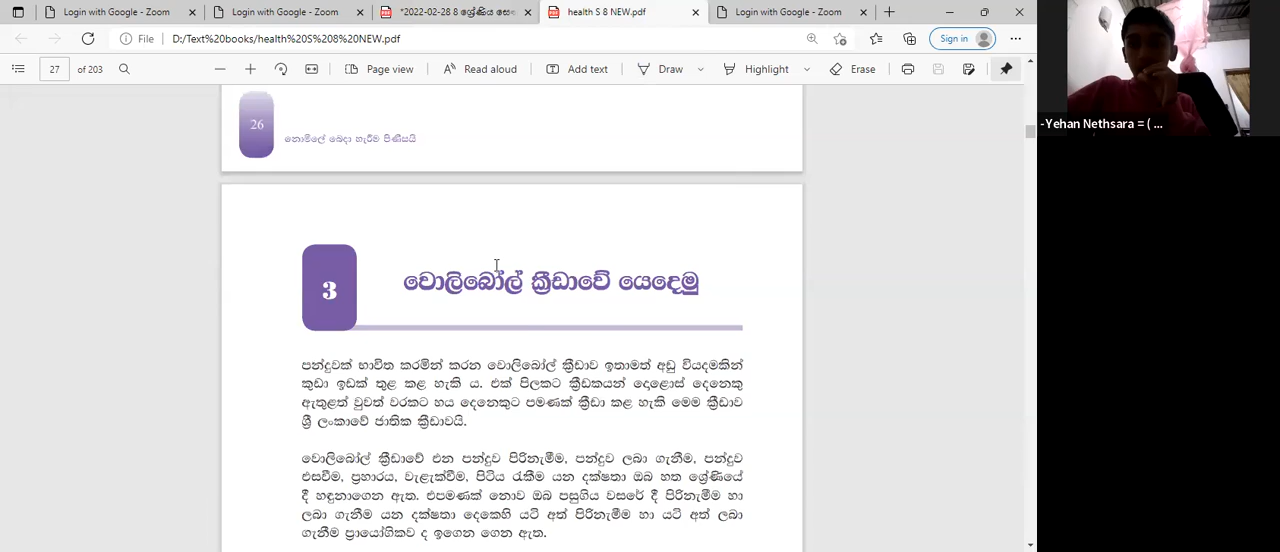 Login with Google - Zoom
Login with Google - Zoom
*2022-02-28 8 ශ්‍රේණිය සෞ
health S 8 NEW.pdf
Login with Google - Zoom
File
D:/Text%20books/health%20S%208%20NEW.pdf
Sign in
27 of 203
Page view
Read aloud
Add text
Draw
Highlight
Erase
-Yehan Nethsara = ( ...
26
නොමිලේ බෙදා හැරීම පිණිසයි
3
වොලිබෝල් ක්‍රීඩාවේ යෙදෙමු
පන්දුවක් භාවිත කරමින් කරන වොලිබෝල් ක්‍රීඩාව ඉතාමත් අඩු වියදමකින්
කුඩා ඉඩක් තුළ කළ හැකි ය. එක් පිලකට ක්‍රීඩකයන් දොළොස් දෙනෙකු
ඇතුළත් වුවත් වරකට හය දෙනෙකුට පමණක් ක්‍රීඩා කළ හැකි මෙම ක්‍රීඩාව
ශ්‍රී ලංකාවේ ජාතික ක්‍රීඩාවයි.
වොලිබෝල් ක්‍රීඩාවේ එන පන්දුව පිරිනැමීම, පන්දුව ලබා ගැනීම, පන්දුව
එසවීම, ප්‍රහාරය, වැළැක්වීම, පිටිය රැකීම යන දක්ෂතා ඔබ හත ශ්‍රේණියේ
දී හඳුනාගෙන ඇත. එපමණක් නොව ඔබ පසුගිය වසරේ දී පිරිනැමීම හා
ලබා ගැනීම යන දක්ෂතා දෙකෙහි යටි අත් පිරිනැමීම හා යටි අත් ලබා
ගැනීම ප්‍රායෝගිකව ද ඉගෙන ගෙන ඇත.